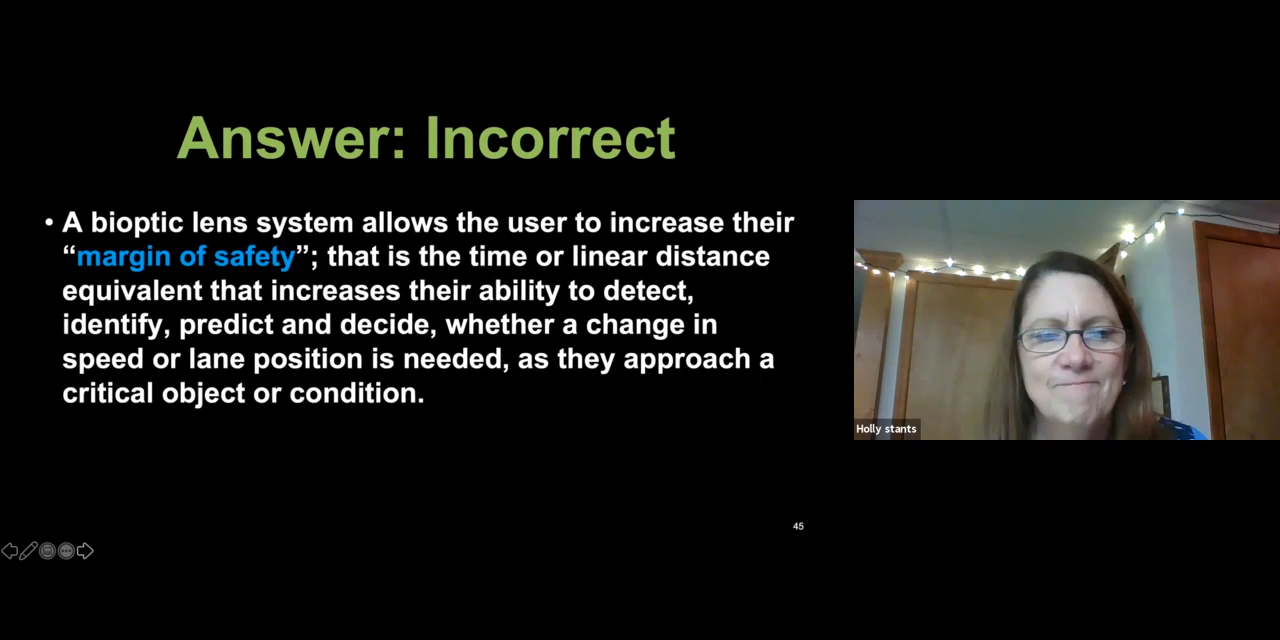 Answer: Incorrect
• A bioptic lens system allows the user to increase their
“margin of safety”; that is the time or linear distance
equivalent that increases their ability to detect,
identify, predict and decide, whether a change in
speed or lane position is needed, as they approach a
critical object or condition.
Holly stants
45